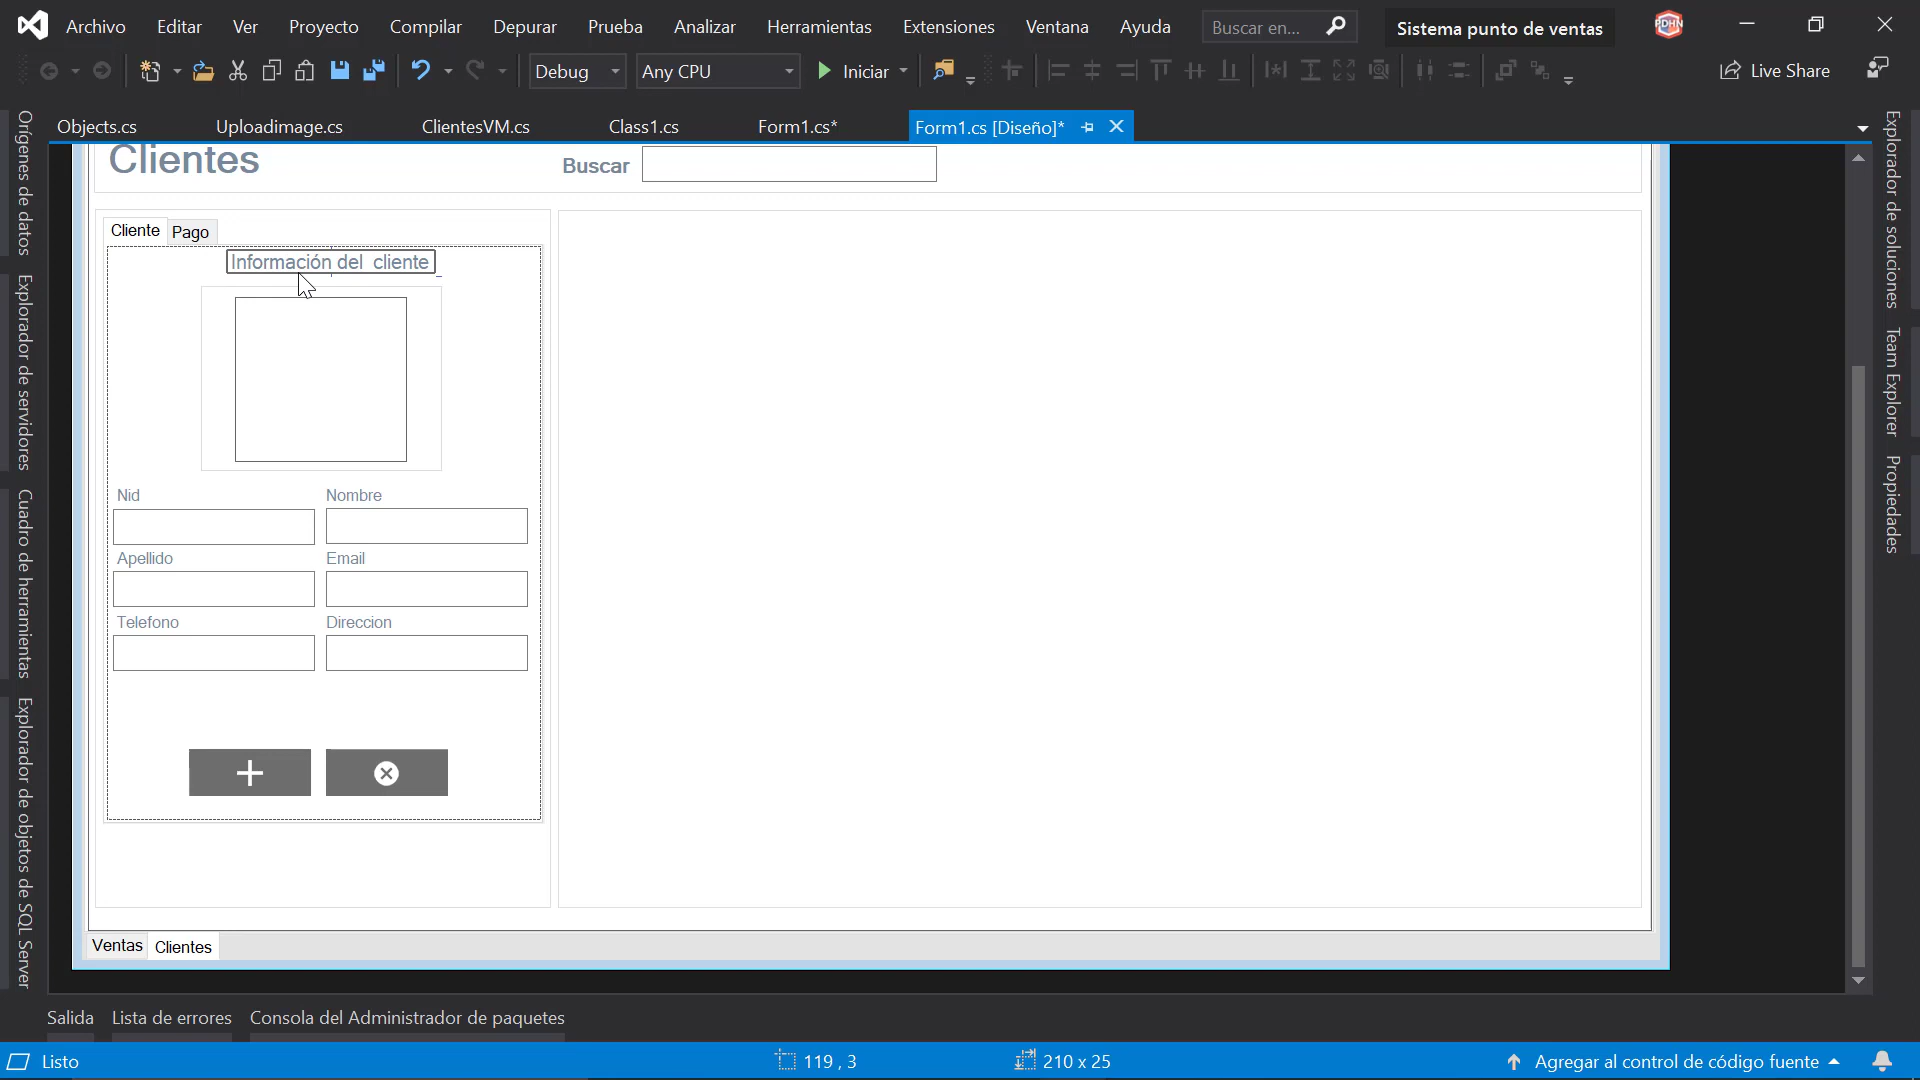 Archivo Editar Ver Proyecto Compilar Depurar Prueba Analizar Herramientas Extensiones Ventana Ayuda Buscar en... Sistema punto de ventas PDHN
Debug Any CPU Iniciar Live Share
Objects.cs Uploadimage.cs ClientesVM.cs Class1.cs Form1.cs* Form1.cs [Diseño]*
Orígenes de datos
Explorador de servidores
Cuadro de herramientas
Explorador de objetos de SQL Server
Clientes Buscar
Cliente Pago
Información del  cliente
Nid Nombre
Apellido Email
Telefono Direccion
Ventas Clientes
Explorador de soluciones
Team Explorer
Propiedades
Salida Lista de errores Consola del Administrador de paquetes
Listo 119 , 3 210 x 25 Agregar al control de código fuente